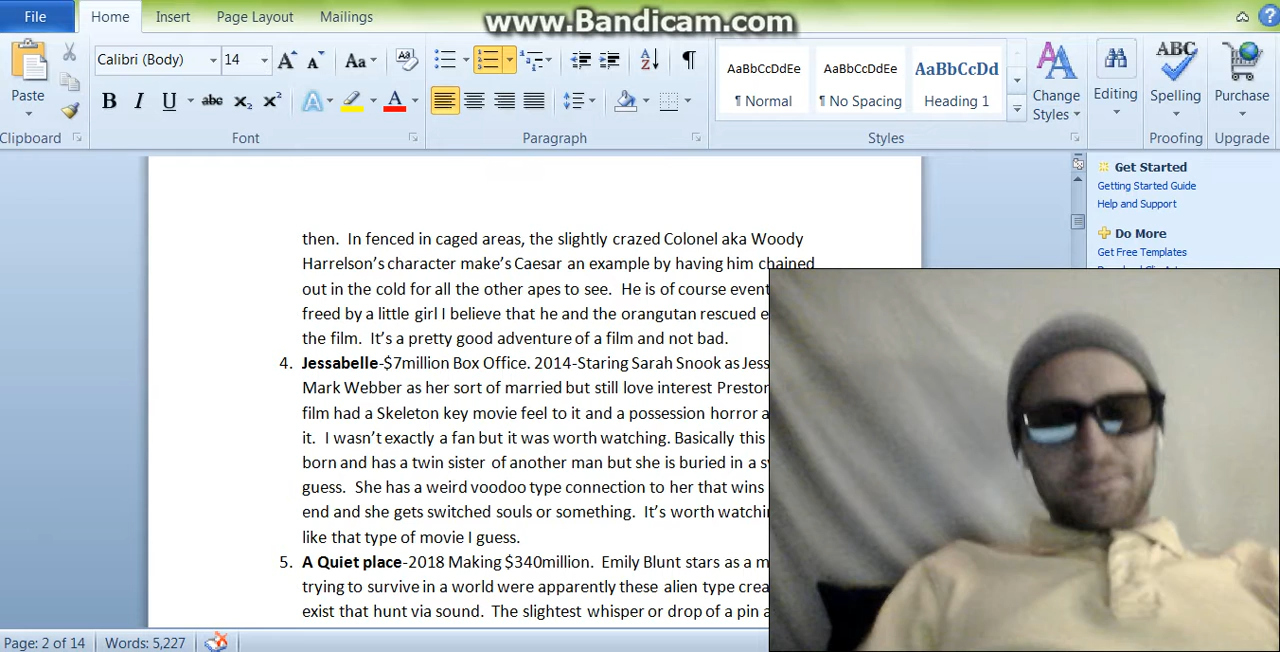 www.Bandicam.com
File Home Insert Page Layout Mailings
Calibri (Body) 14 Aa
Paste
B I U abc X₂ X² A A
Clipboard Font Paragraph Styles Proofing Upgrade
AaBbCcDdEe AaBbCcDdEe AaBbCcDd
¶ Normal ¶ No Spacing Heading 1
Change Styles
Editing
ABC
Spelling
Purchase
Get Started
Getting Started Guide
Help and Support
Do More
Get Free Templates
then. In fenced in caged areas, the slightly crazed Colonel aka Woody
Harrelson’s character make’s Caesar an example by having him chained
out in the cold for all the other apes to see. He is of course
freed by a little girl I believe that he and the orangutan rescued
the film. It’s a pretty good adventure of a film and not bad.
4. Jessabelle-$7million Box Office. 2014-Staring Sarah Snook as
Mark Webber as her sort of married but still love interest Preston
film had a Skeleton key movie feel to it and a possession horror
it. I wasn’t exactly a fan but it was worth watching. Basically this
born and has a twin sister of another man but she is buried in a
guess. She has a weird voodoo type connection to her that wins
end and she gets switched souls or something. It’s worth
like that type of movie I guess.
5. A Quiet place-2018 Making $340million. Emily Blunt stars as a
trying to survive in a world were apparently these alien type
exist that hunt via sound. The slightest whisper or drop of a pin
Page: 2 of 14 Words: 5,227